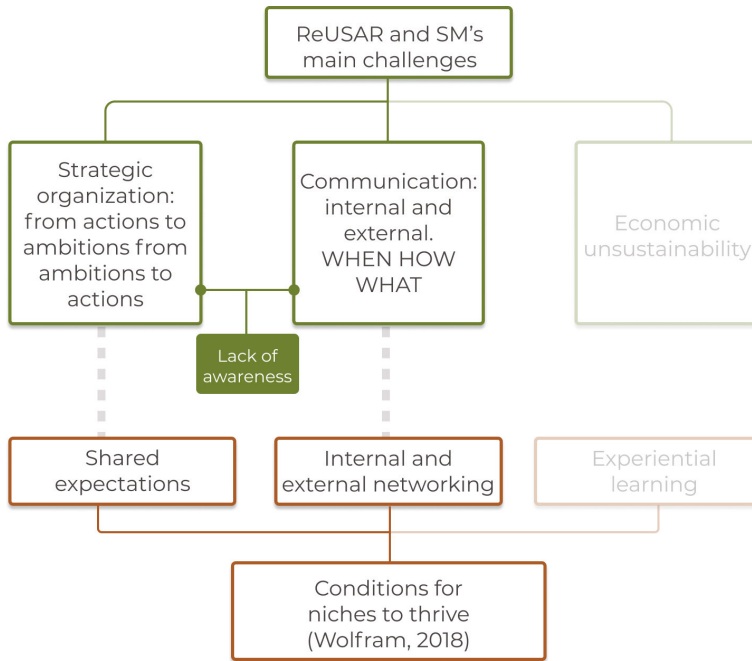 ReUSAR and SM's
main challenges
Strategic
organization:
from actions to
ambitions from
ambitions to
actions
Communication:
internal and
external.
WHEN HOW
WHAT
Economic
unsustainability
Lack of
awareness
Shared
expectations
Internal and
external networking
Experiential
learning
Conditions for
niches to thrive
(Wolfram, 2018)